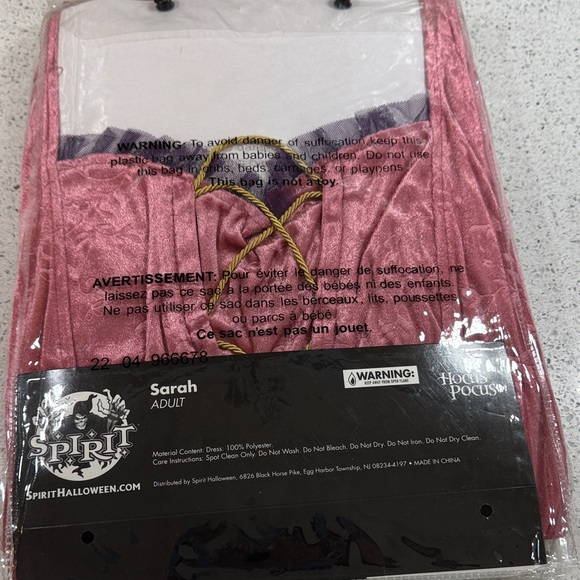 WARNING: To avoid danger of suffocation, keep this
plastic bag away from babies and children. Do not use
this bag in cribs, beds, carriages, or playpens
This bag is not a toy.
AVERTISSEMENT: Pour éviter le danger de suffocation, ne
laissez pas ce sac à la portée des bébés ni des enfants.
Ne pas utiliser ce sac dans les berceaux, lits, poussettes,
ou parcs à bébé.
Ce sac n'est pas un jouet.
22 04 966678
Sarah
ADULT
WARNING:
KEEP AWAY FROM OPEN FLAME
HOCUS
POCUS
SPIRIT
SPIRITHALLOWEEN.COM
Material Content: Dress: 100% Polyester.
Care Instructions: Spot Clean Only. Do Not Wash. Do Not Bleach. Do Not Dry. Do Not Iron. Do Not Dry Clean.
Distributed by Spirit Halloween, 6826 Black Horse Pike, Egg Harbor Township, NJ 08234-4197 • MADE IN CHINA